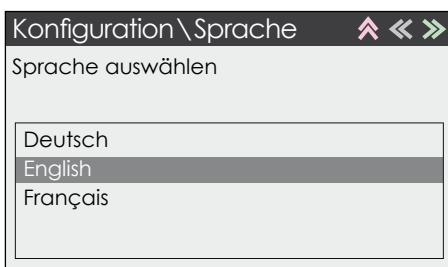 Konfiguration\Sprache
Sprache auswählen
Deutsch
English
Français